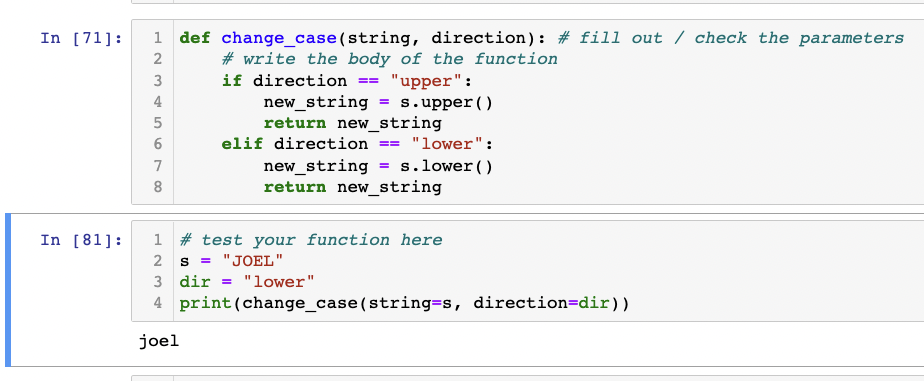 In [71]:
1 def change_case(string, direction): # fill out / check the parameters
2     # write the body of the function
3     if direction == "upper":
4         new_string = s.upper()
5         return new_string
6     elif direction == "lower":
7         new_string = s.lower()
8         return new_string
In [81]:
1 # test your function here
2 s = "JOEL"
3 dir = "lower"
4 print(change_case(string=s, direction=dir))
joel